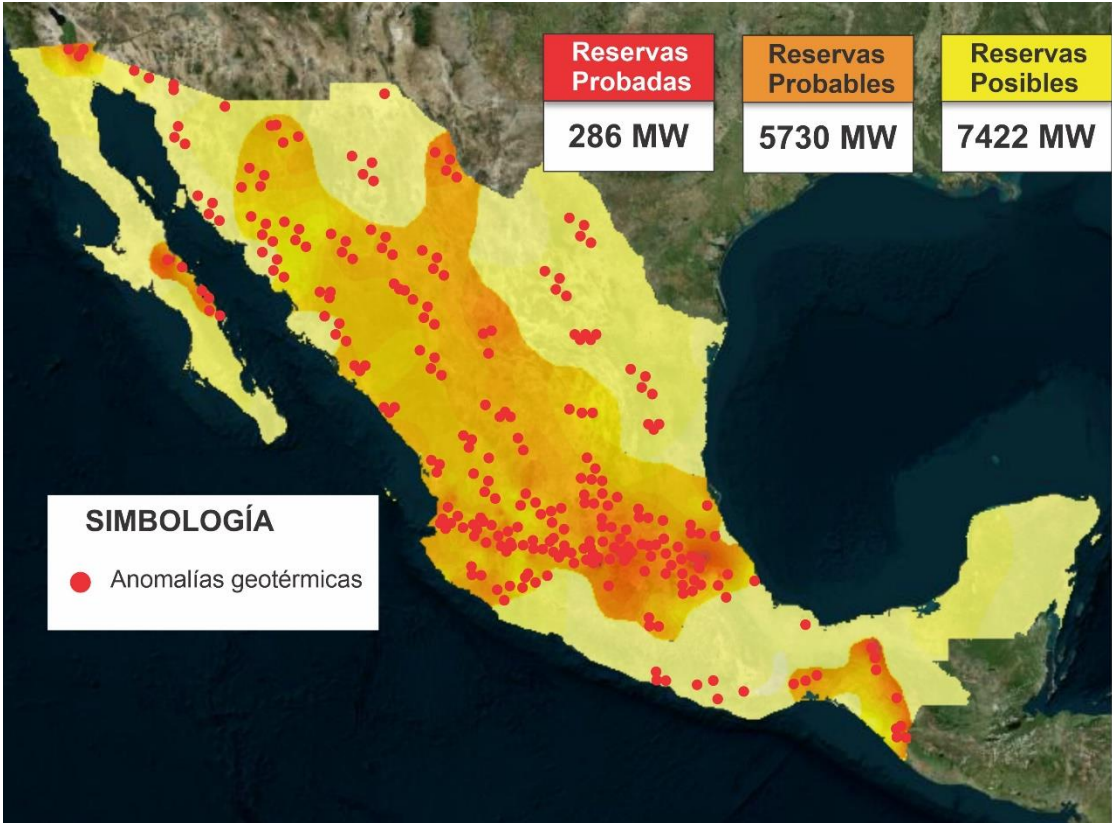 Reservas
Probadas
286 MW
Reservas
Probables
5730 MW
Reservas
Posibles
7422 MW
SIMBOLOGÍA
Anomalías geotérmicas